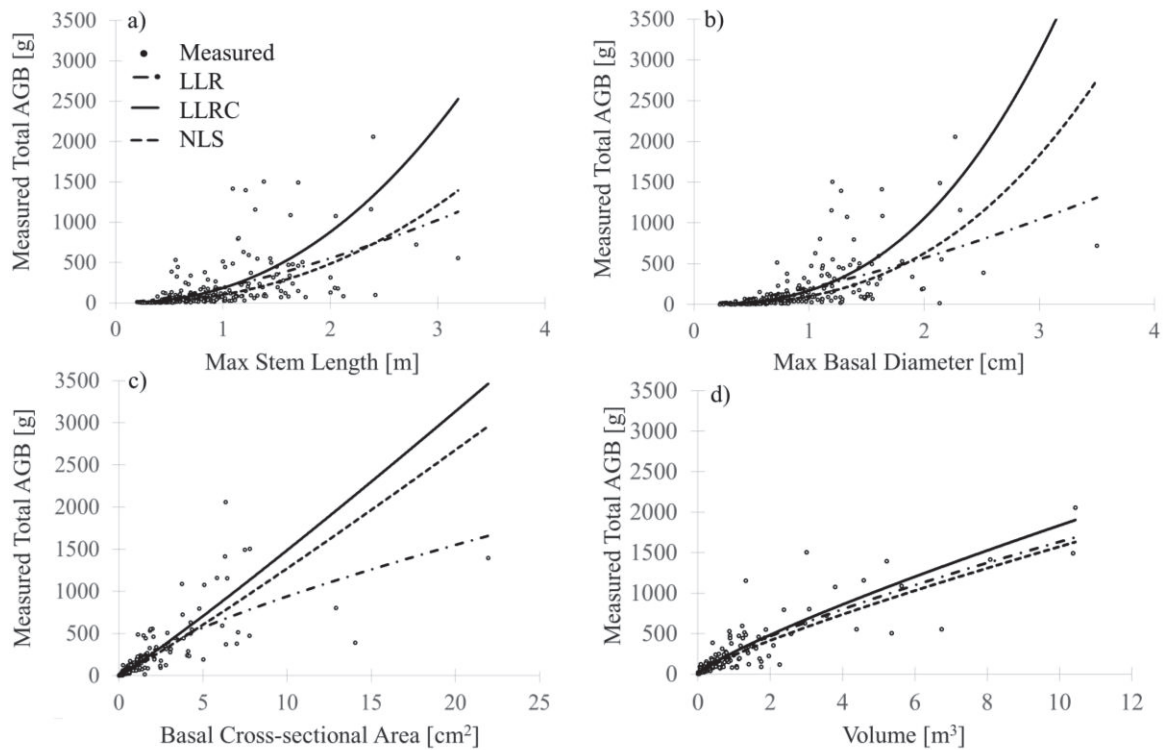 a)
Measured Total AGB [g]
3500
3000
2500
2000
1500
1000
500
0
Measured
LLR
LLRC
NLS
0 1 2 3 4
Max Stem Length [m]
b)
Measured Total AGB [g]
3500
3000
2500
2000
1500
1000
500
0
0 1 2 3 4
Max Basal Diameter [cm]
c)
Measured Total AGB [g]
3500
3000
2500
2000
1500
1000
500
0
0 5 10 15 20 25
Basal Cross-sectional Area [cm²]
d)
Measured Total AGB [g]
3500
3000
2500
2000
1500
1000
500
0
0 2 4 6 8 10 12
Volume [m³]